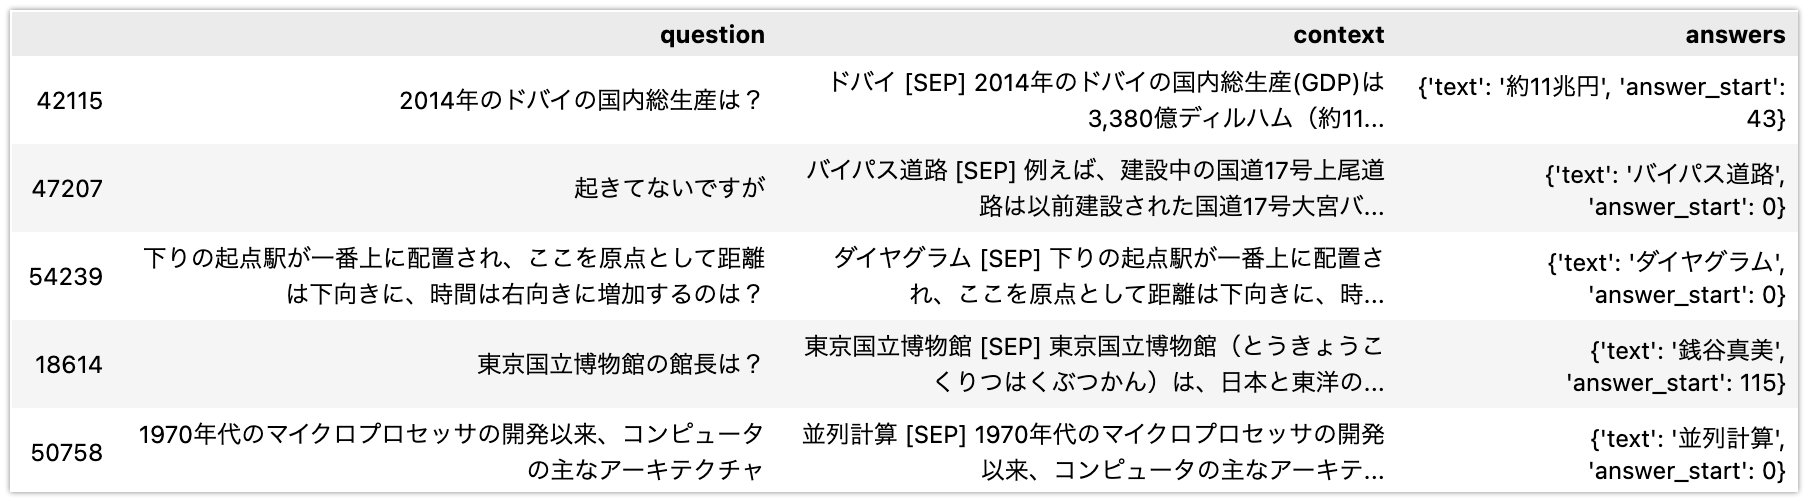 question context answers
42115 2014年のドバイの国内総生産は？ ドバイ [SEP] 2014年のドバイの国内総生産(GDP)は {'text': '約11兆円', 'answer_start':
3,380億ディルハム（約11... 43}
47207 起きてないですが バイパス道路 [SEP] 例えば、建設中の国道17号上尾道 {'text': 'バイパス道路',
路は以前建設された国道17号大宮バ... 'answer_start': 0}
54239 下りの起点駅が一番上に配置され、ここを原点として距離 ダイヤグラム [SEP] 下りの起点駅が一番上に配置さ {'text': 'ダイヤグラム',
は下向きに、時間は右向きに増加するのは？ れ、ここを原点として距離は下向きに、時... 'answer_start': 0}
18614 東京国立博物館の館長は？ 東京国立博物館 [SEP] 東京国立博物館（とうきょうこ {'text': '銭谷真美',
くりつはくぶつかん）は、日本と東洋の... 'answer_start': 115}
50758 1970年代のマイクロプロセッサの開発以来、コンピュータ 並列計算 [SEP] 1970年代のマイクロプロセッサの開発 {'text': '並列計算',
の主なアーキテクチャ 以来、コンピュータの主なアーキテ... 'answer_start': 0}